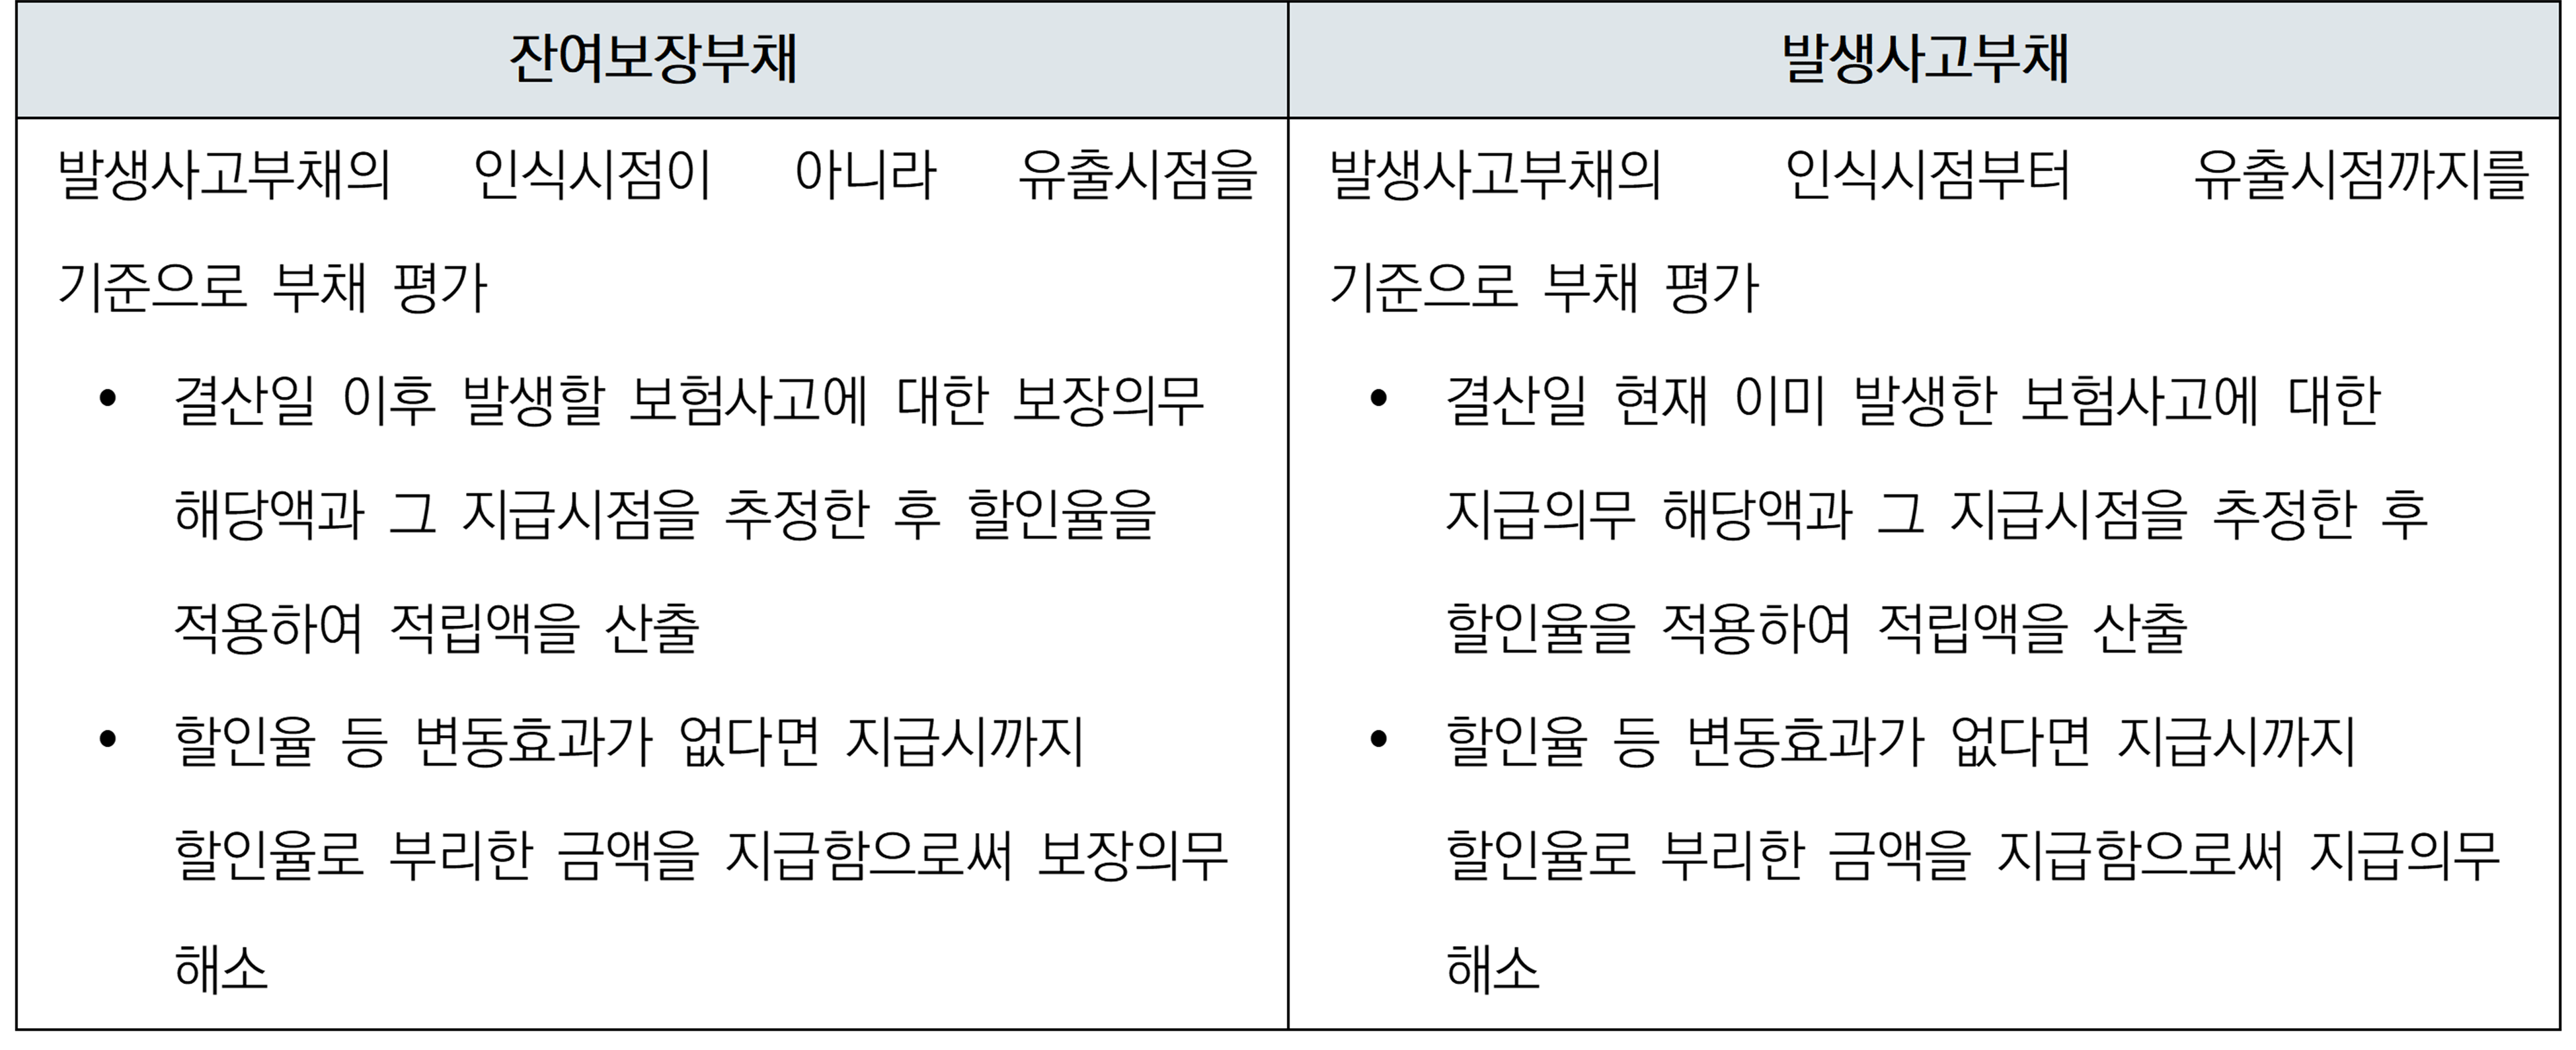 잔여보장부채
발생사고부채
발생사고부채의 인식시점이 아니라 유출시점을
기준으로 부채 평가
• 결산일 이후 발생할 보험사고에 대한 보장의무
해당액과 그 지급시점을 추정한 후 할인율을
적용하여 적립액을 산출
• 할인율 등 변동효과가 없다면 지급시까지
할인율로 부리한 금액을 지급함으로써 보장의무
해소
발생사고부채의 인식시점부터 유출시점까지를
기준으로 부채 평가
• 결산일 현재 이미 발생한 보험사고에 대한
지급의무 해당액과 그 지급시점을 추정한 후
할인율을 적용하여 적립액을 산출
• 할인율 등 변동효과가 없다면 지급시까지
할인율로 부리한 금액을 지급함으로써 지급의무
해소